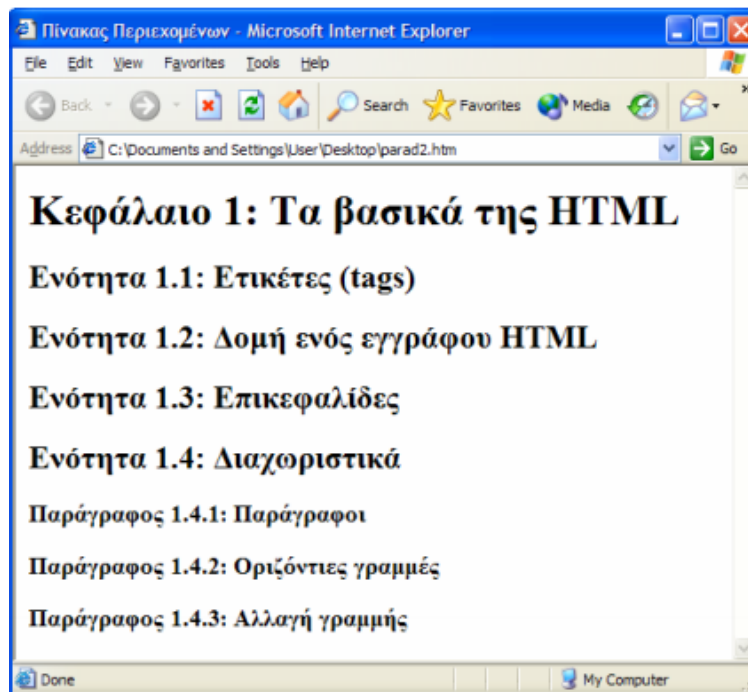 Πίνακας Περιεχομένων - Microsoft Internet Explorer
File Edit View Favorites Tools Help
Back Search Favorites Media »
Address C:\Documents and Settings\User\Desktop\parad2.htm Go
Κεφάλαιο 1: Τα βασικά της HTML
Ενότητα 1.1: Ετικέτες (tags)
Ενότητα 1.2: Δομή ενός εγγράφου HTML
Ενότητα 1.3: Επικεφαλίδες
Ενότητα 1.4: Διαχωριστικά
Παράγραφος 1.4.1: Παράγραφοι
Παράγραφος 1.4.2: Οριζόντιες γραμμές
Παράγραφος 1.4.3: Αλλαγή γραμμής
Done My Computer